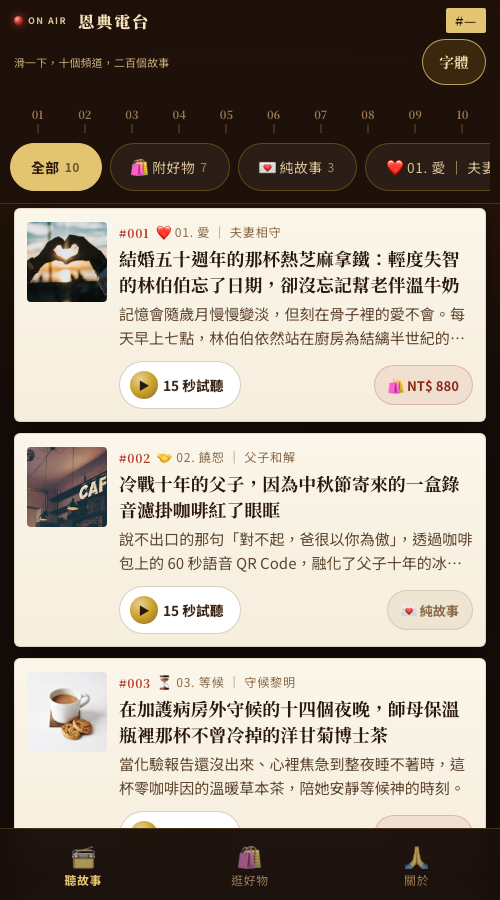 ON AIR 恩典電台
#—
滑一下，十個頻道，二百個故事
字體
01 02 03 04 05 06 07 08 09 10
全部 10
附好物 7
純故事 3
01. 愛 ｜ 夫妻
#001 01. 愛 ｜ 夫妻相守
結婚五十週年的那杯熱芝麻拿鐵：輕度失智
的林伯伯忘了日期，卻沒忘記幫老伴溫牛奶
記憶會隨歲月慢慢變淡，但刻在骨子裡的愛不會。每
天早上七點，林伯伯依然站在廚房為結縭半世紀的…
15 秒試聽
NT$ 880
CAF
#002 02. 饒恕 ｜ 父子和解
冷戰十年的父子，因為中秋節寄來的一盒錄
音濾掛咖啡紅了眼眶
說不出口的那句「對不起，爸很以你為傲」，透過咖啡
包上的 60 秒語音 QR Code，融化了父子十年的冰…
15 秒試聽
純故事
#003 03. 等候 ｜ 守候黎明
在加護病房外守候的十四個夜晚，師母保溫
瓶裡那杯不曾冷掉的洋甘菊博士茶
當化驗報告還沒出來、心裡焦急到整夜睡不著時，這
杯零咖啡因的溫暖草本茶，陪她安靜等候神的時刻。
聽故事
逛好物
關於